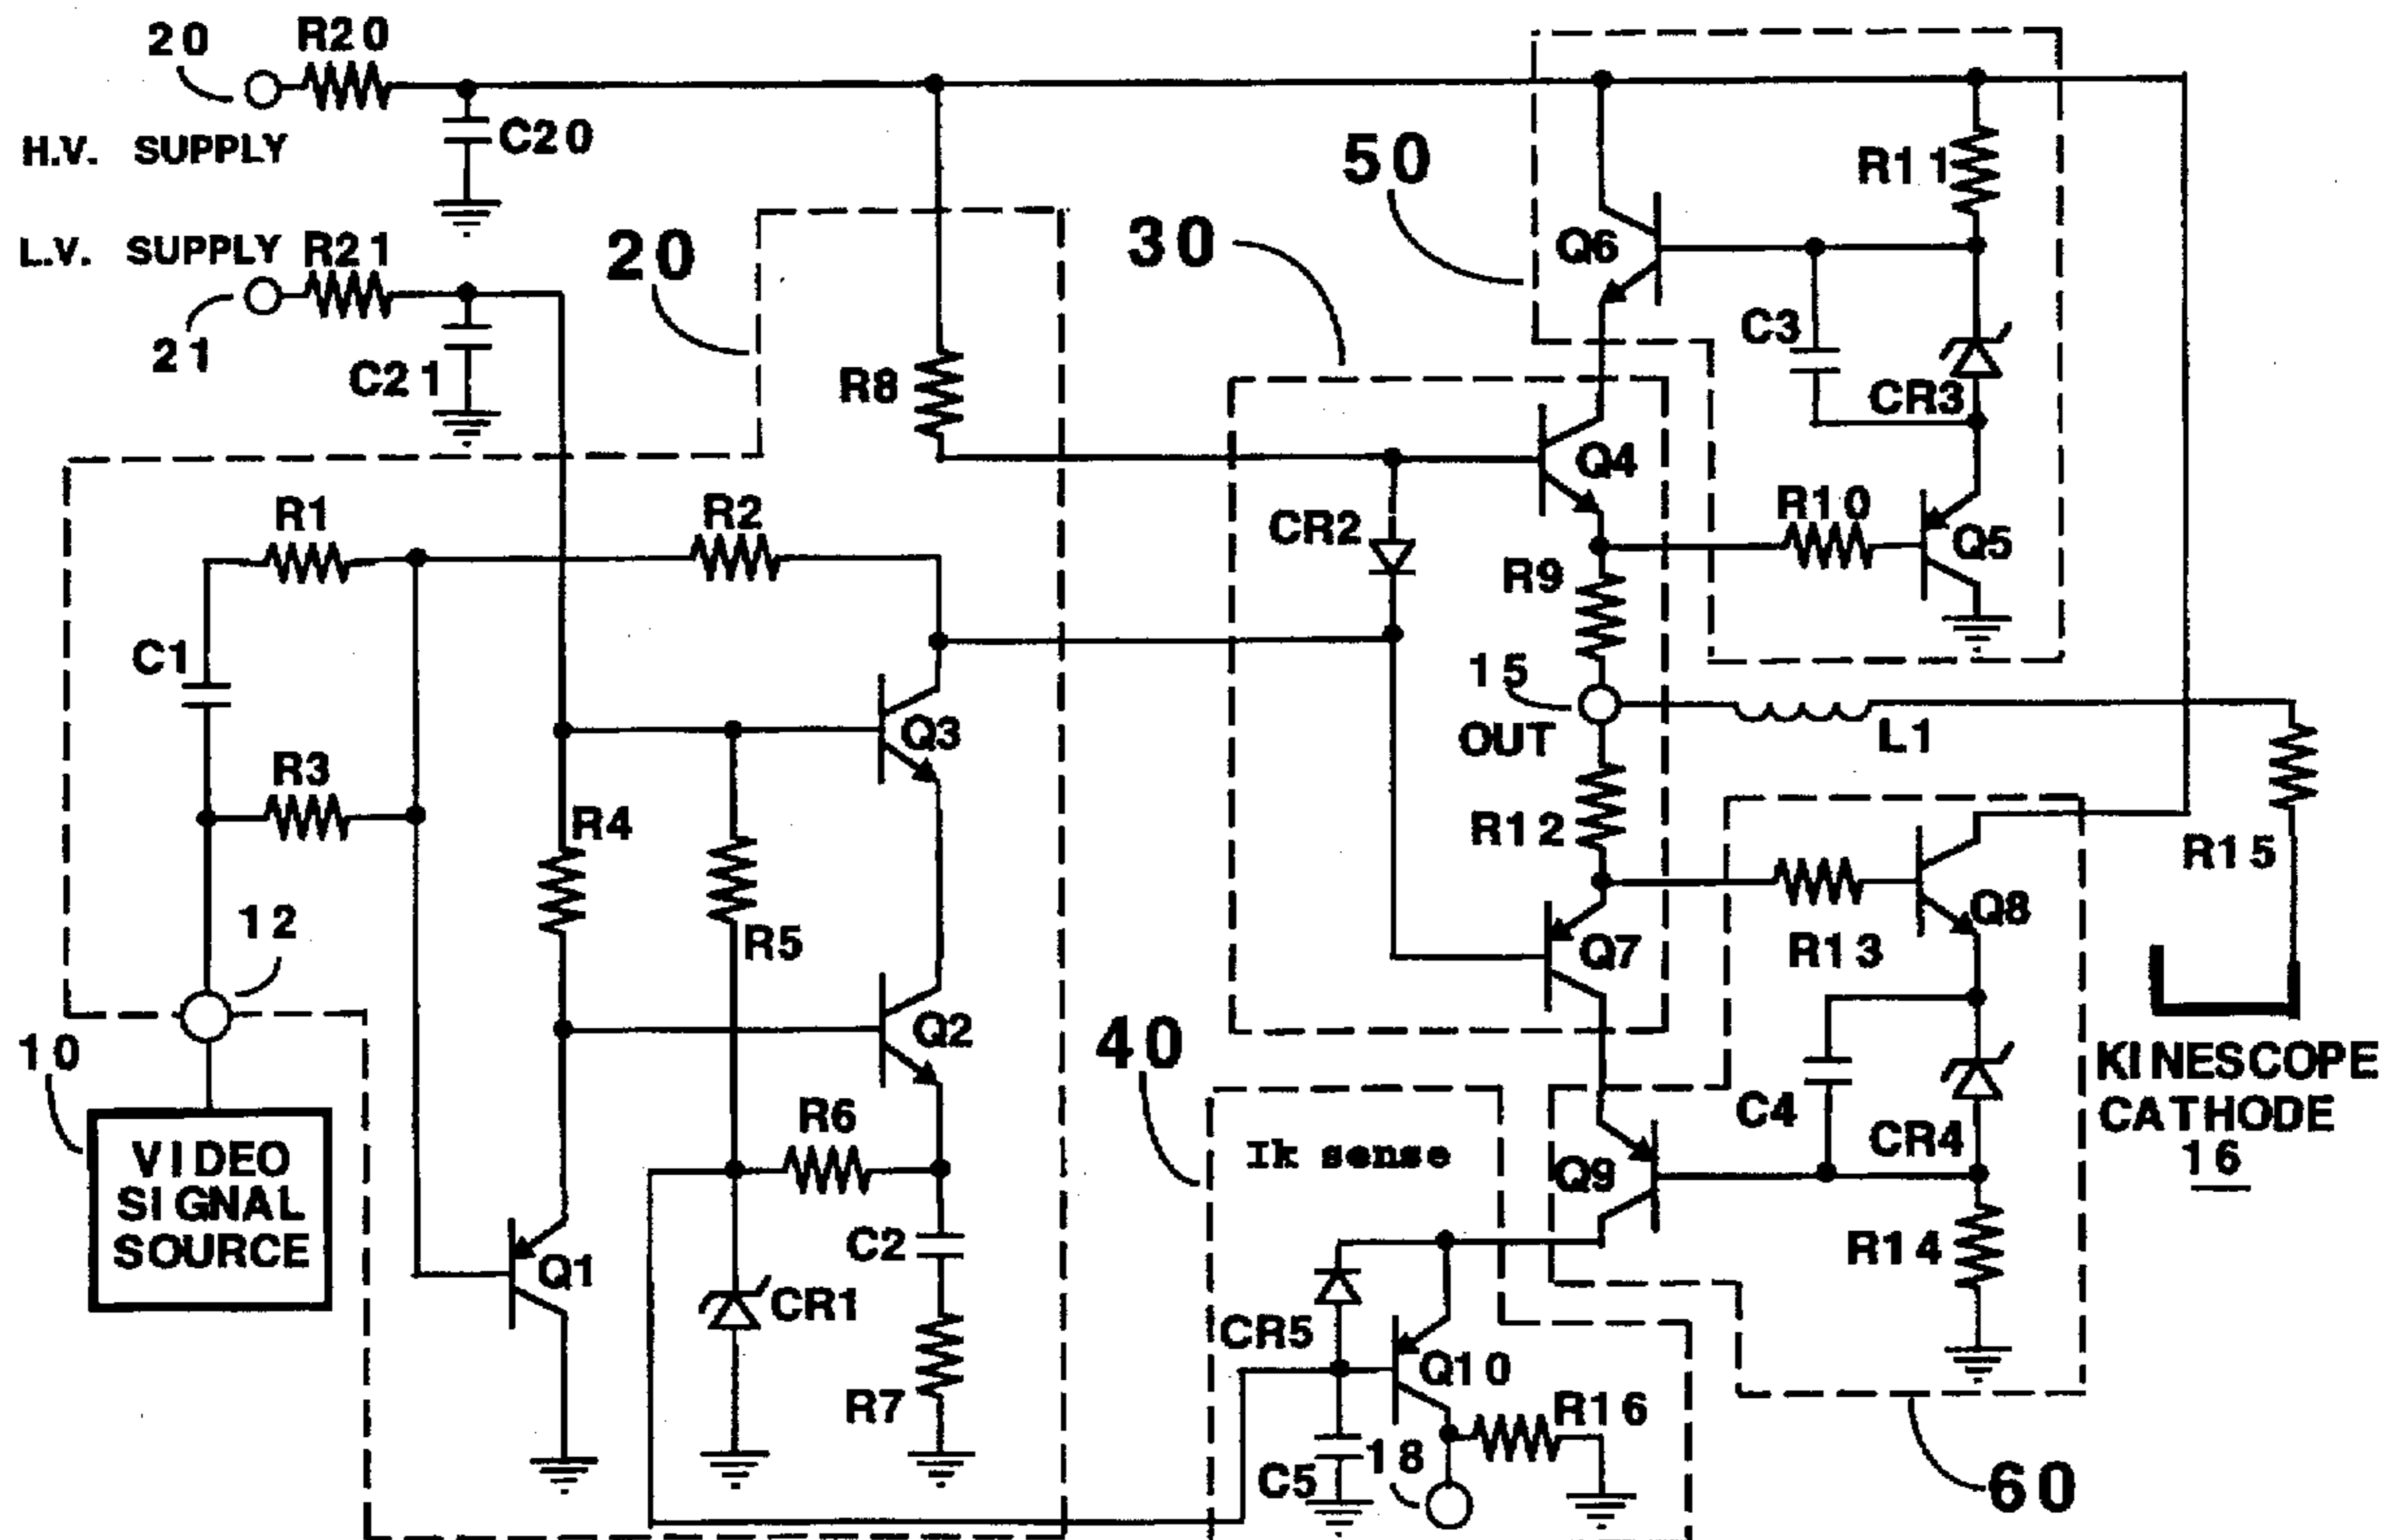 20
R20
H.V. SUPPLY
C20
L.V. SUPPLY
R21
21
C21
20
R8
30
50
Q6
R11
C3
CR3
Q4
R10
Q5
CR2
R9
15
OUT
L1
R1
R2
C1
R3
Q3
R4
R5
12
10
VIDEO
SIGNAL
SOURCE
Q2
R6
C2
Q1
CR1
R7
R12
R13
Q8
Q7
R15
40
Ik sense
Q9
C4
CR4
R14
KINESCOPE
CATHODE
16
CR5
Q10
R16
C5
18
60